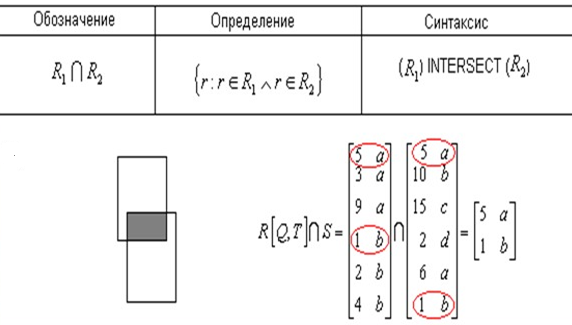 Обозначение Определение Синтаксис
R₁ ⋂ R₂ {r : r ∈ R₁ ∧ r ∈ R₂} (R₁) INTERSECT (R₂)
5 a 5 a
3 a 10 b
9 a 15 c 5 a
R[Q,T] ⋂ S = 1 b ⋂ 2 d = 1 b
2 b 6 a
4 b 1 b